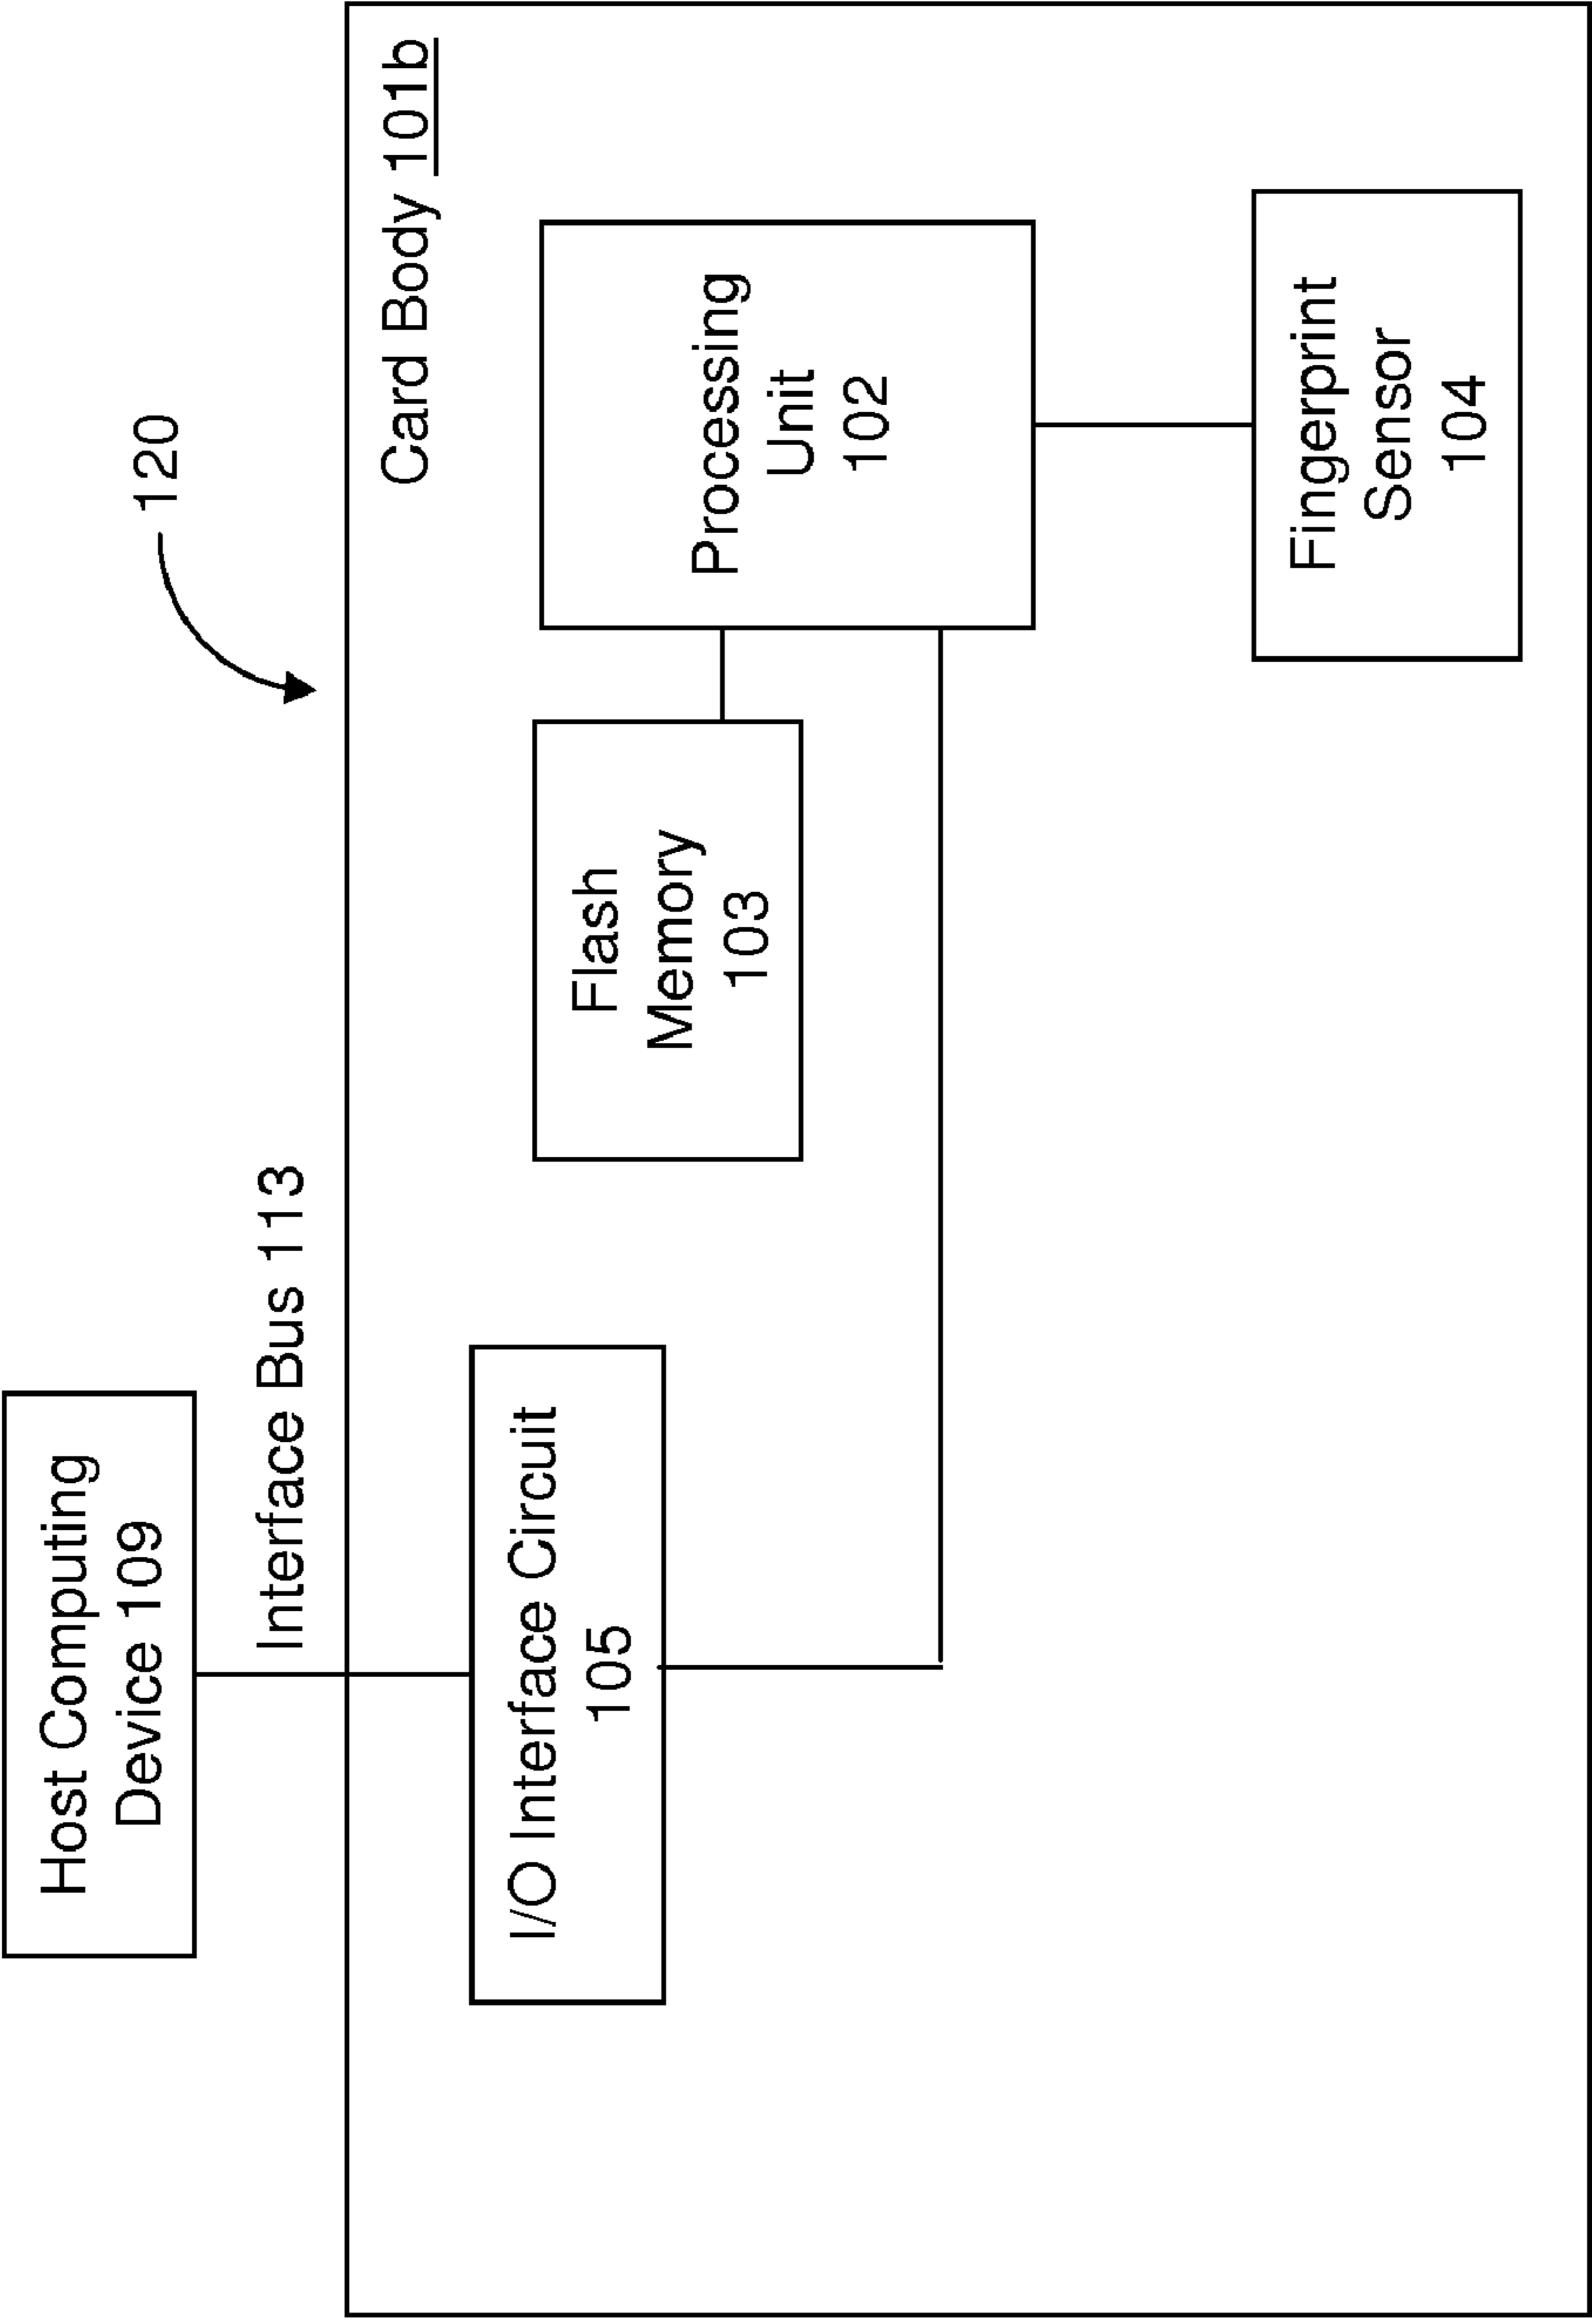 Host Computing
Device 109
Interface Bus 113
120
Card Body 101b
I/O Interface Circuit
105
Flash
Memory
103
Processing
Unit
102
Fingerprint
Sensor
104